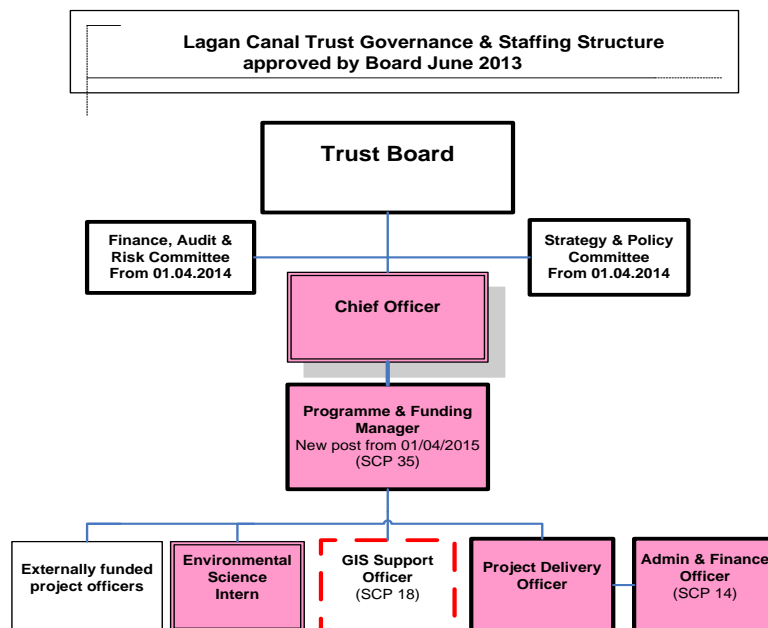 Lagan Canal Trust Governance & Staffing Structure
approved by Board June 2013
Trust Board
Finance, Audit &
Risk Committee
From 01.04.2014
Strategy & Policy
Committee
From 01.04.2014
Chief Officer
Programme & Funding
Manager
New post from 01/04/2015
(SCP 35)
Externally funded
project officers
Environmental
Science
Intern
GIS Support
Officer
(SCP 18)
Project Delivery
Officer
Admin & Finance
Officer
(SCP 14)